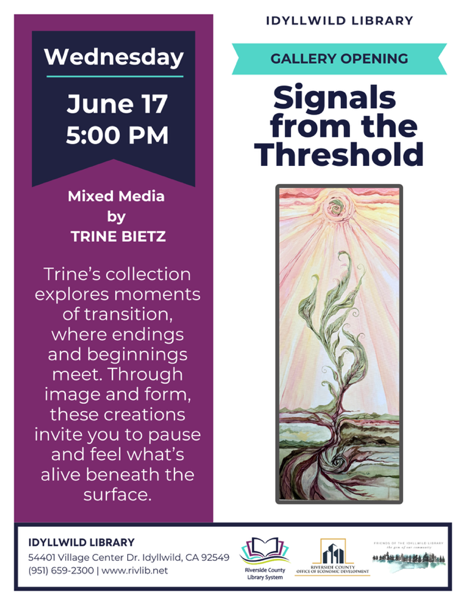 IDYLLWILD LIBRARY
GALLERY OPENING
Signals
from the
Threshold
Wednesday
June 17
5:00 PM
Mixed Media
by
TRINE BIETZ
Trine's collection
explores moments
of transition,
where endings
and beginnings
meet. Through
image and form,
these creations
invite you to pause
and feel what's
alive beneath the
surface.
IDYLLWILD LIBRARY
54401 Village Center Dr. Idyllwild, CA 92549
(951) 659-2300 | www.rivlib.net
Riverside County
Library System
RIVERSIDE COUNTY
OFFICE OF ECONOMIC DEVELOPMENT
FRIENDS OF THE IDYLLWILD LIBRARY